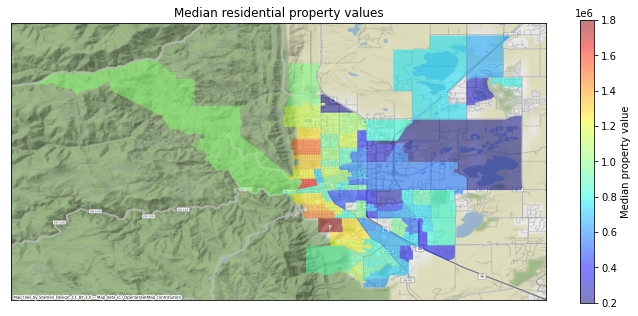 Median residential property values
1e6
1.8
1.6
1.4
1.2
1.0
0.8
0.6
0.4
0.2
Median property value
Map tiles by Stamen Design, CC BY 3.0 -- Map data (C) OpenStreetMap contributors